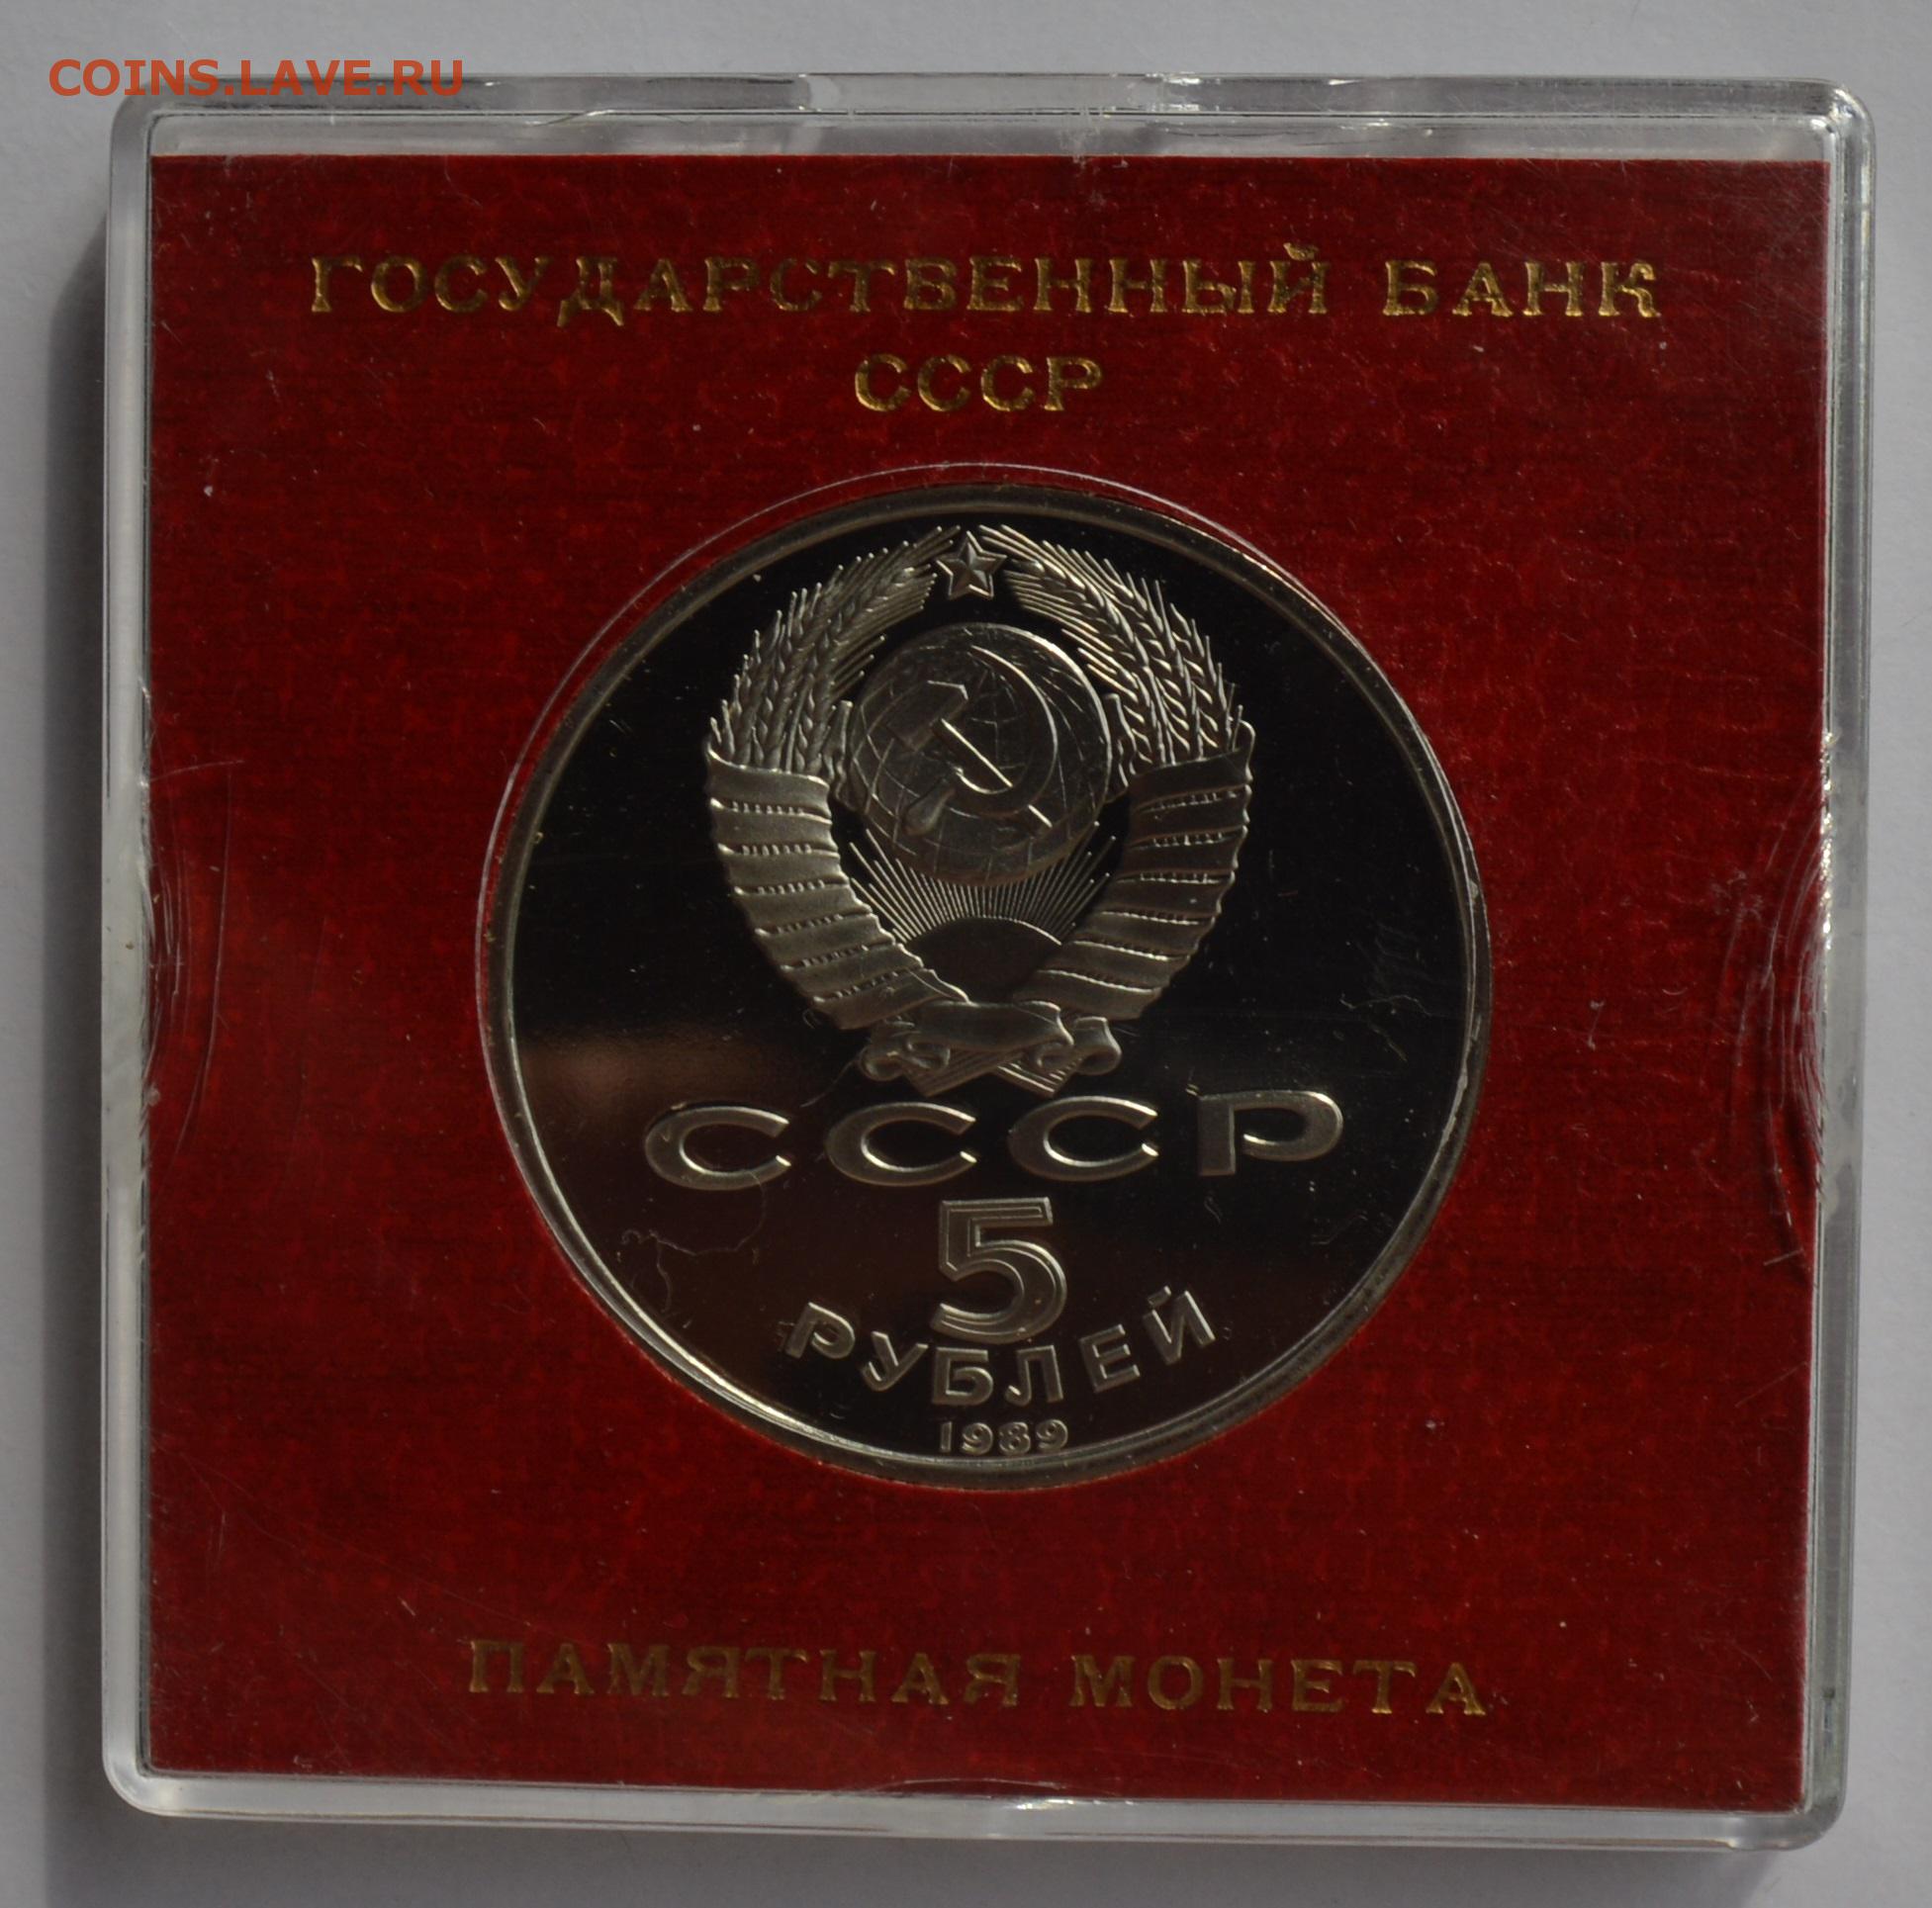 COINS.LAVE.RU
ГОСУДАРСТВЕННЫЙ БАНК
СССР
СССР
5
РУБЛЕЙ
1989
ПАМЯТНАЯ МОНЕТА